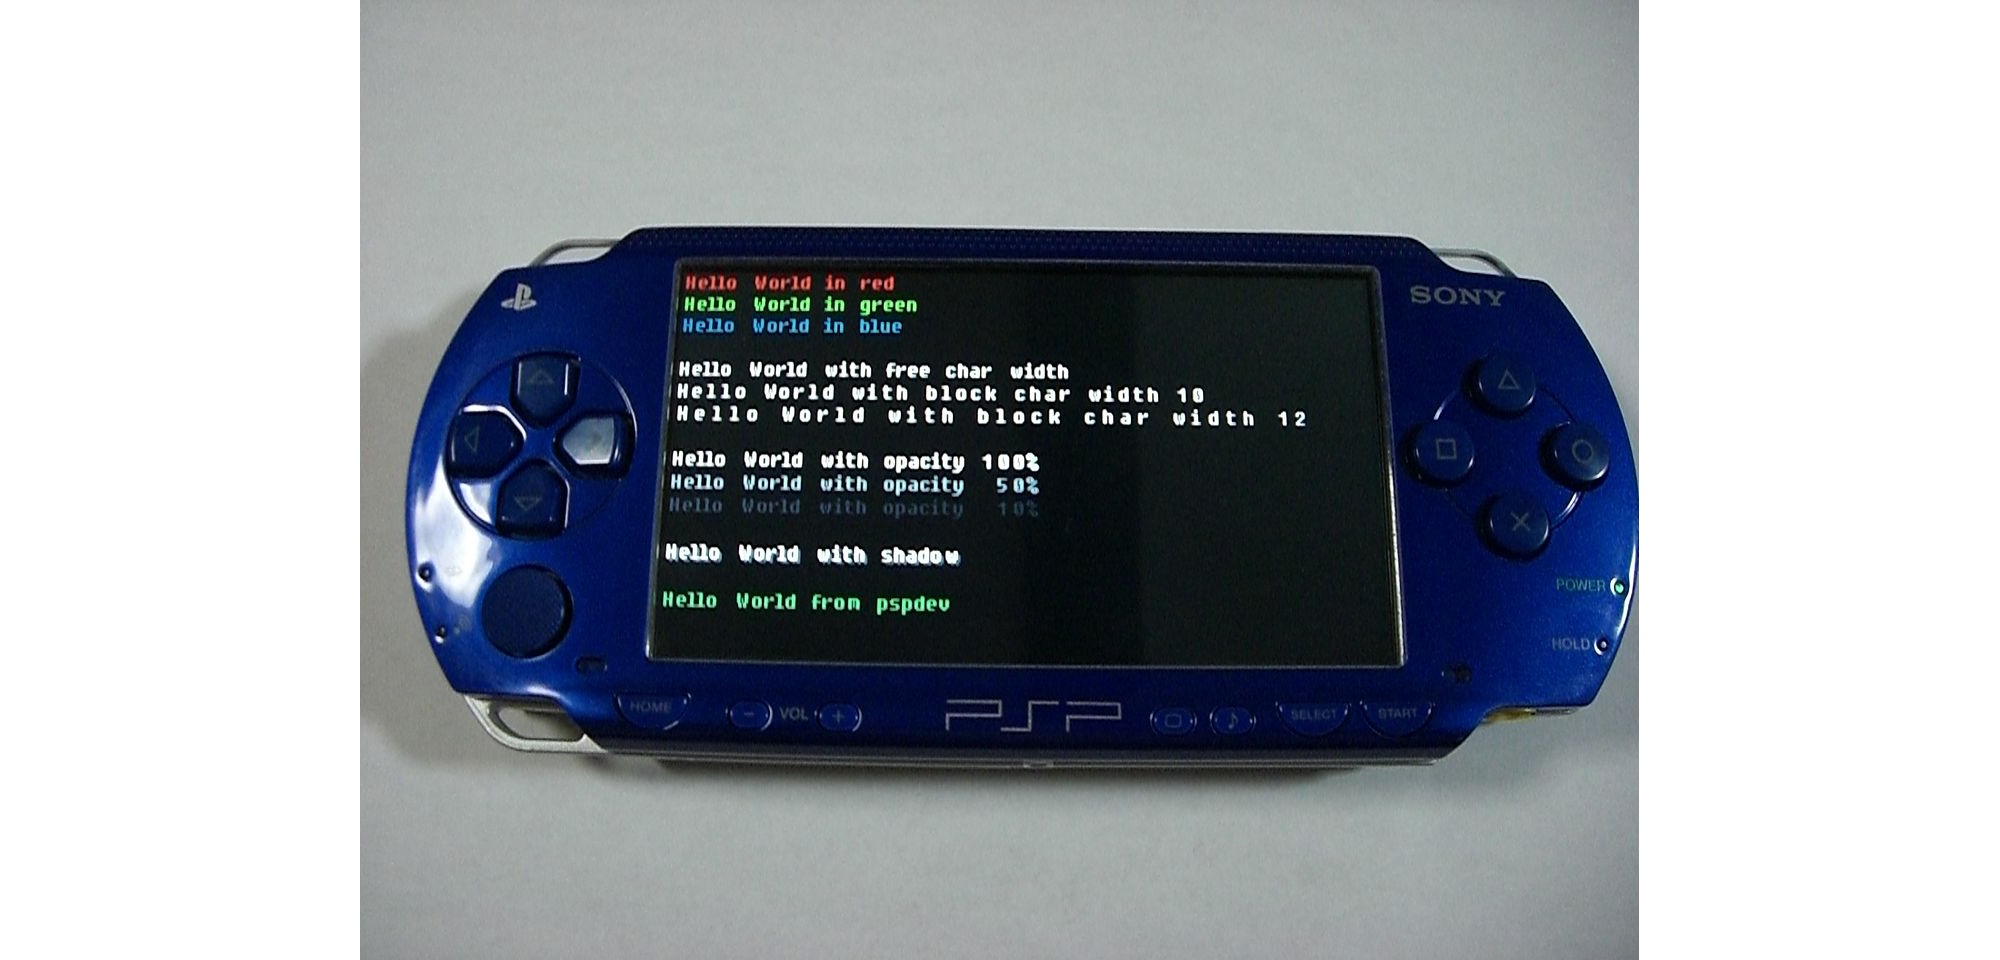 Hello World in red
Hello World in green
Hello World in blue
SONY
Hello World with free char width
Hello World with block char width 10
Hello World with block char width 12
Hello World with opacity 100%
Hello World with opacity 50%
Hello World with opacity 10%
Hello World with shadow
Hello World from pspdev
POWER
HOLD
HOME
VOL
PSP
SELECT
START